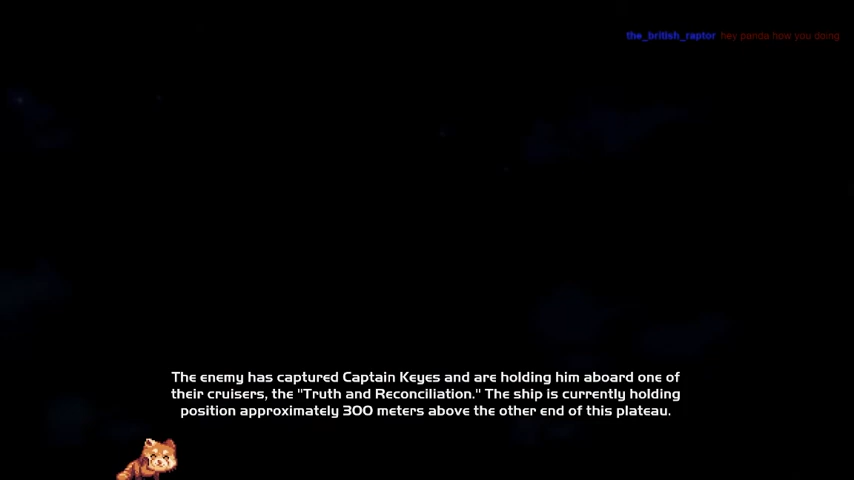 the_british_raptor hey punda how you doing
The enemy has captured Captain Keyes and are holding him aboard one of
their cruisers, the "Truth and Reconciliation." The ship is currently holding
position approximately 300 meters above the other end of this plateau.